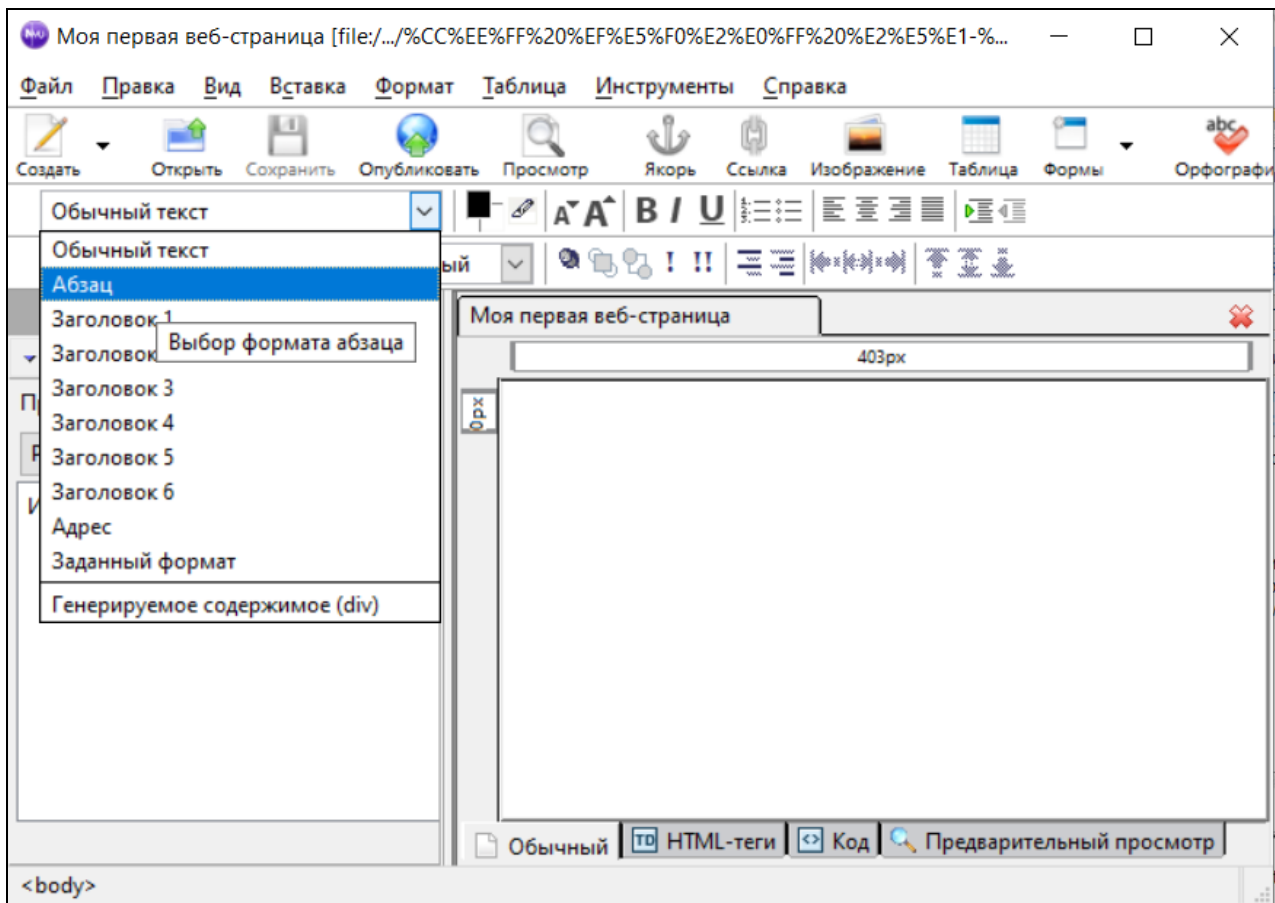 Моя первая веб-страница [file:/.../%CC%EE%FF%20%EF%E5%F0%E2%E0%FF%20%E2%E5%E1-%...
Файл Правка Вид Вставка Формат Таблица Инструменты Справка
Создать Открыть Сохранить Опубликовать Просмотр Якорь Ссылка Изображение Таблица Формы Орфографи
Обычный текст
Обычный текст
ый
Абзац
Заголовок 1
Выбор формата абзаца
Заголовок
Заголовок 3
Заголовок 4
Заголовок 5
Заголовок 6
Адрес
Заданный формат
Генерируемое содержимое (div)
Моя первая веб-страница
403px
0px
Обычный HTML-теги Код Предварительный просмотр
<body>